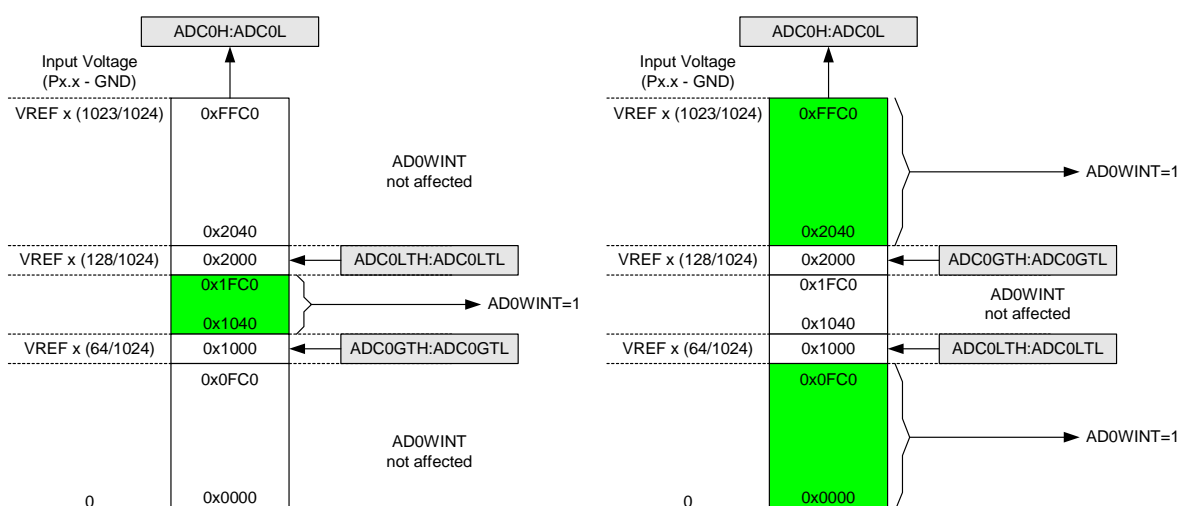 ADC0H:ADC0L
Input Voltage
(Px.x - GND)
VREF x (1023/1024)
0xFFC0
AD0WINT
not affected
0x2040
VREF x (128/1024)
0x2000
ADC0LTH:ADC0LTL
0x1FC0
AD0WINT=1
0x1040
VREF x (64/1024)
0x1000
ADC0GTH:ADC0GTL
0x0FC0
AD0WINT
not affected
0
0x0000
ADC0H:ADC0L
Input Voltage
(Px.x - GND)
VREF x (1023/1024)
0xFFC0
AD0WINT=1
0x2040
VREF x (128/1024)
0x2000
ADC0GTH:ADC0GTL
0x1FC0
AD0WINT
not affected
0x1040
VREF x (64/1024)
0x1000
ADC0LTH:ADC0LTL
0x0FC0
AD0WINT=1
0
0x0000